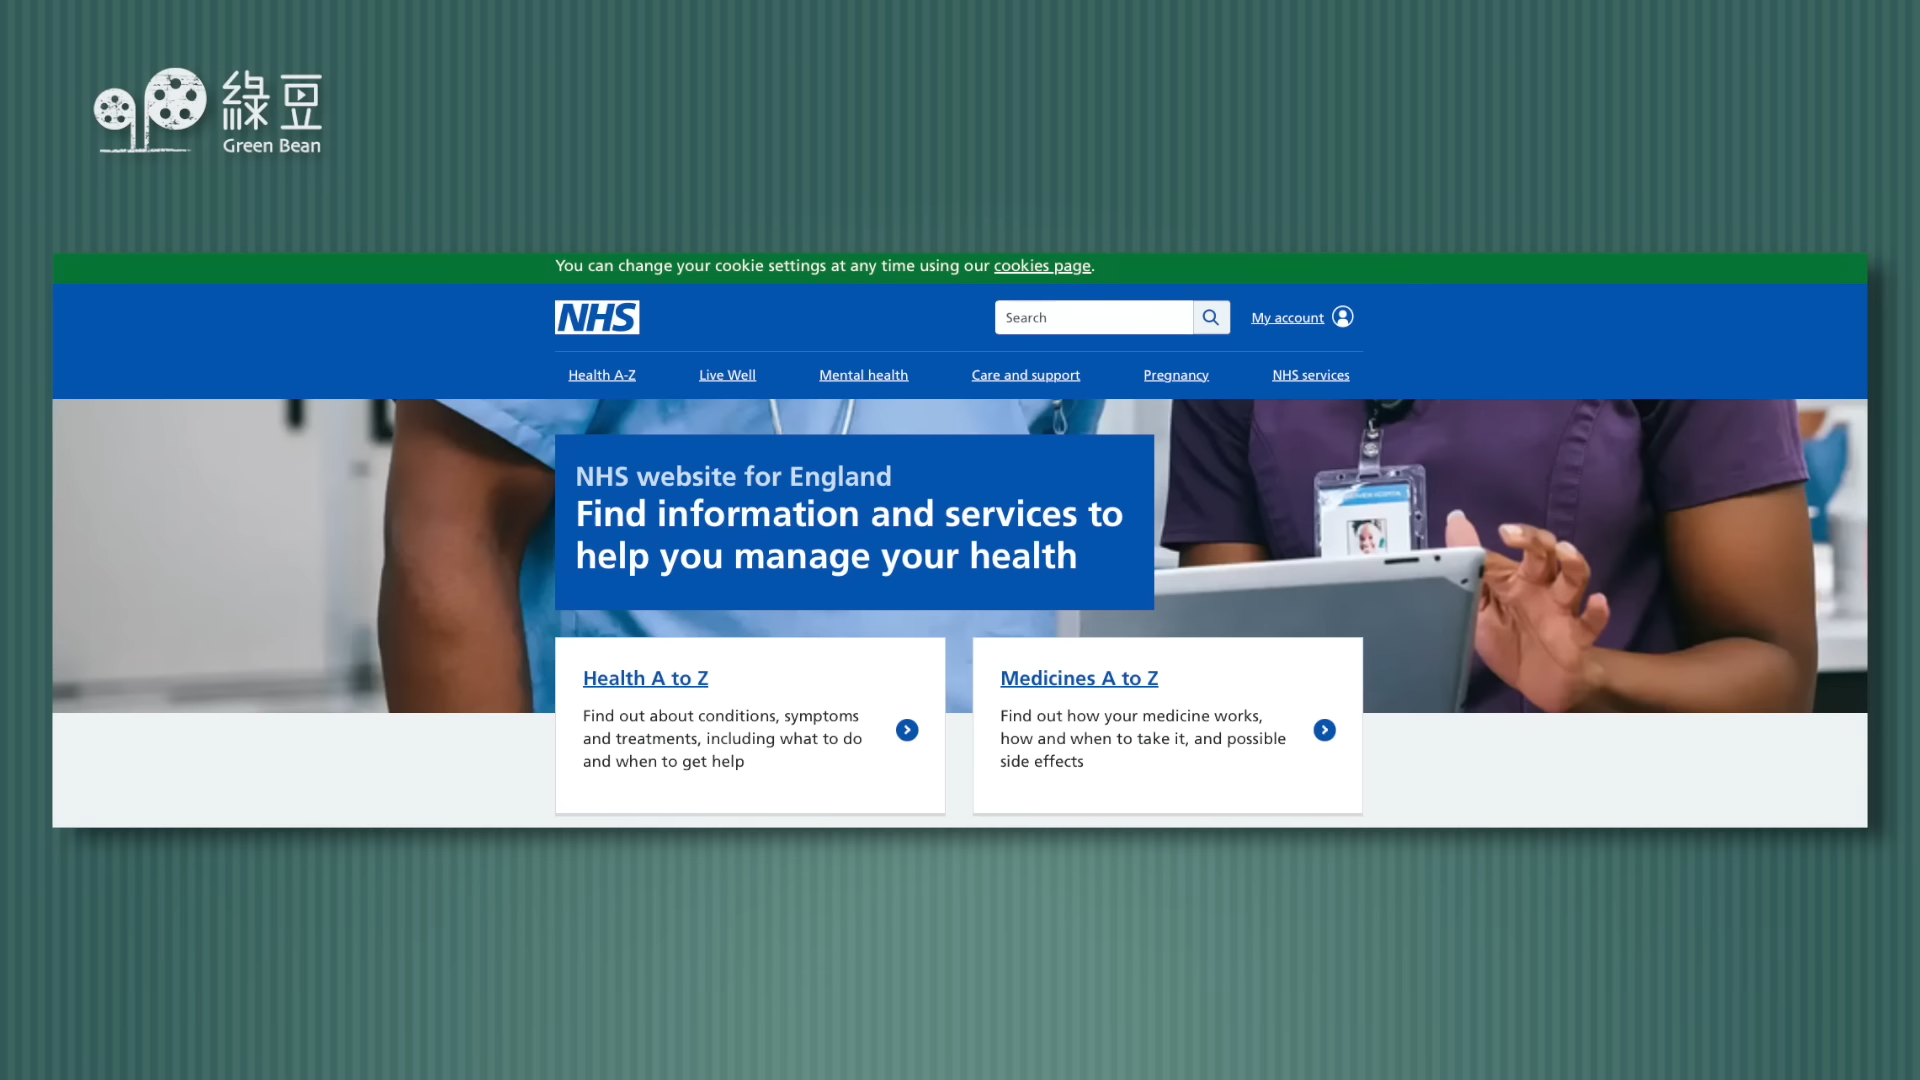 綠豆
Green Bean
You can change your cookie settings at any time using our cookies page.
NHS
Search
My account
Health A-Z
Live Well
Mental health
Care and support
Pregnancy
NHS services
NHS website for England
Find information and services to
help you manage your health
Health A to Z
Find out about conditions, symptoms
and treatments, including what to do
and when to get help
Medicines A to Z
Find out how your medicine works,
how and when to take it, and possible
side effects